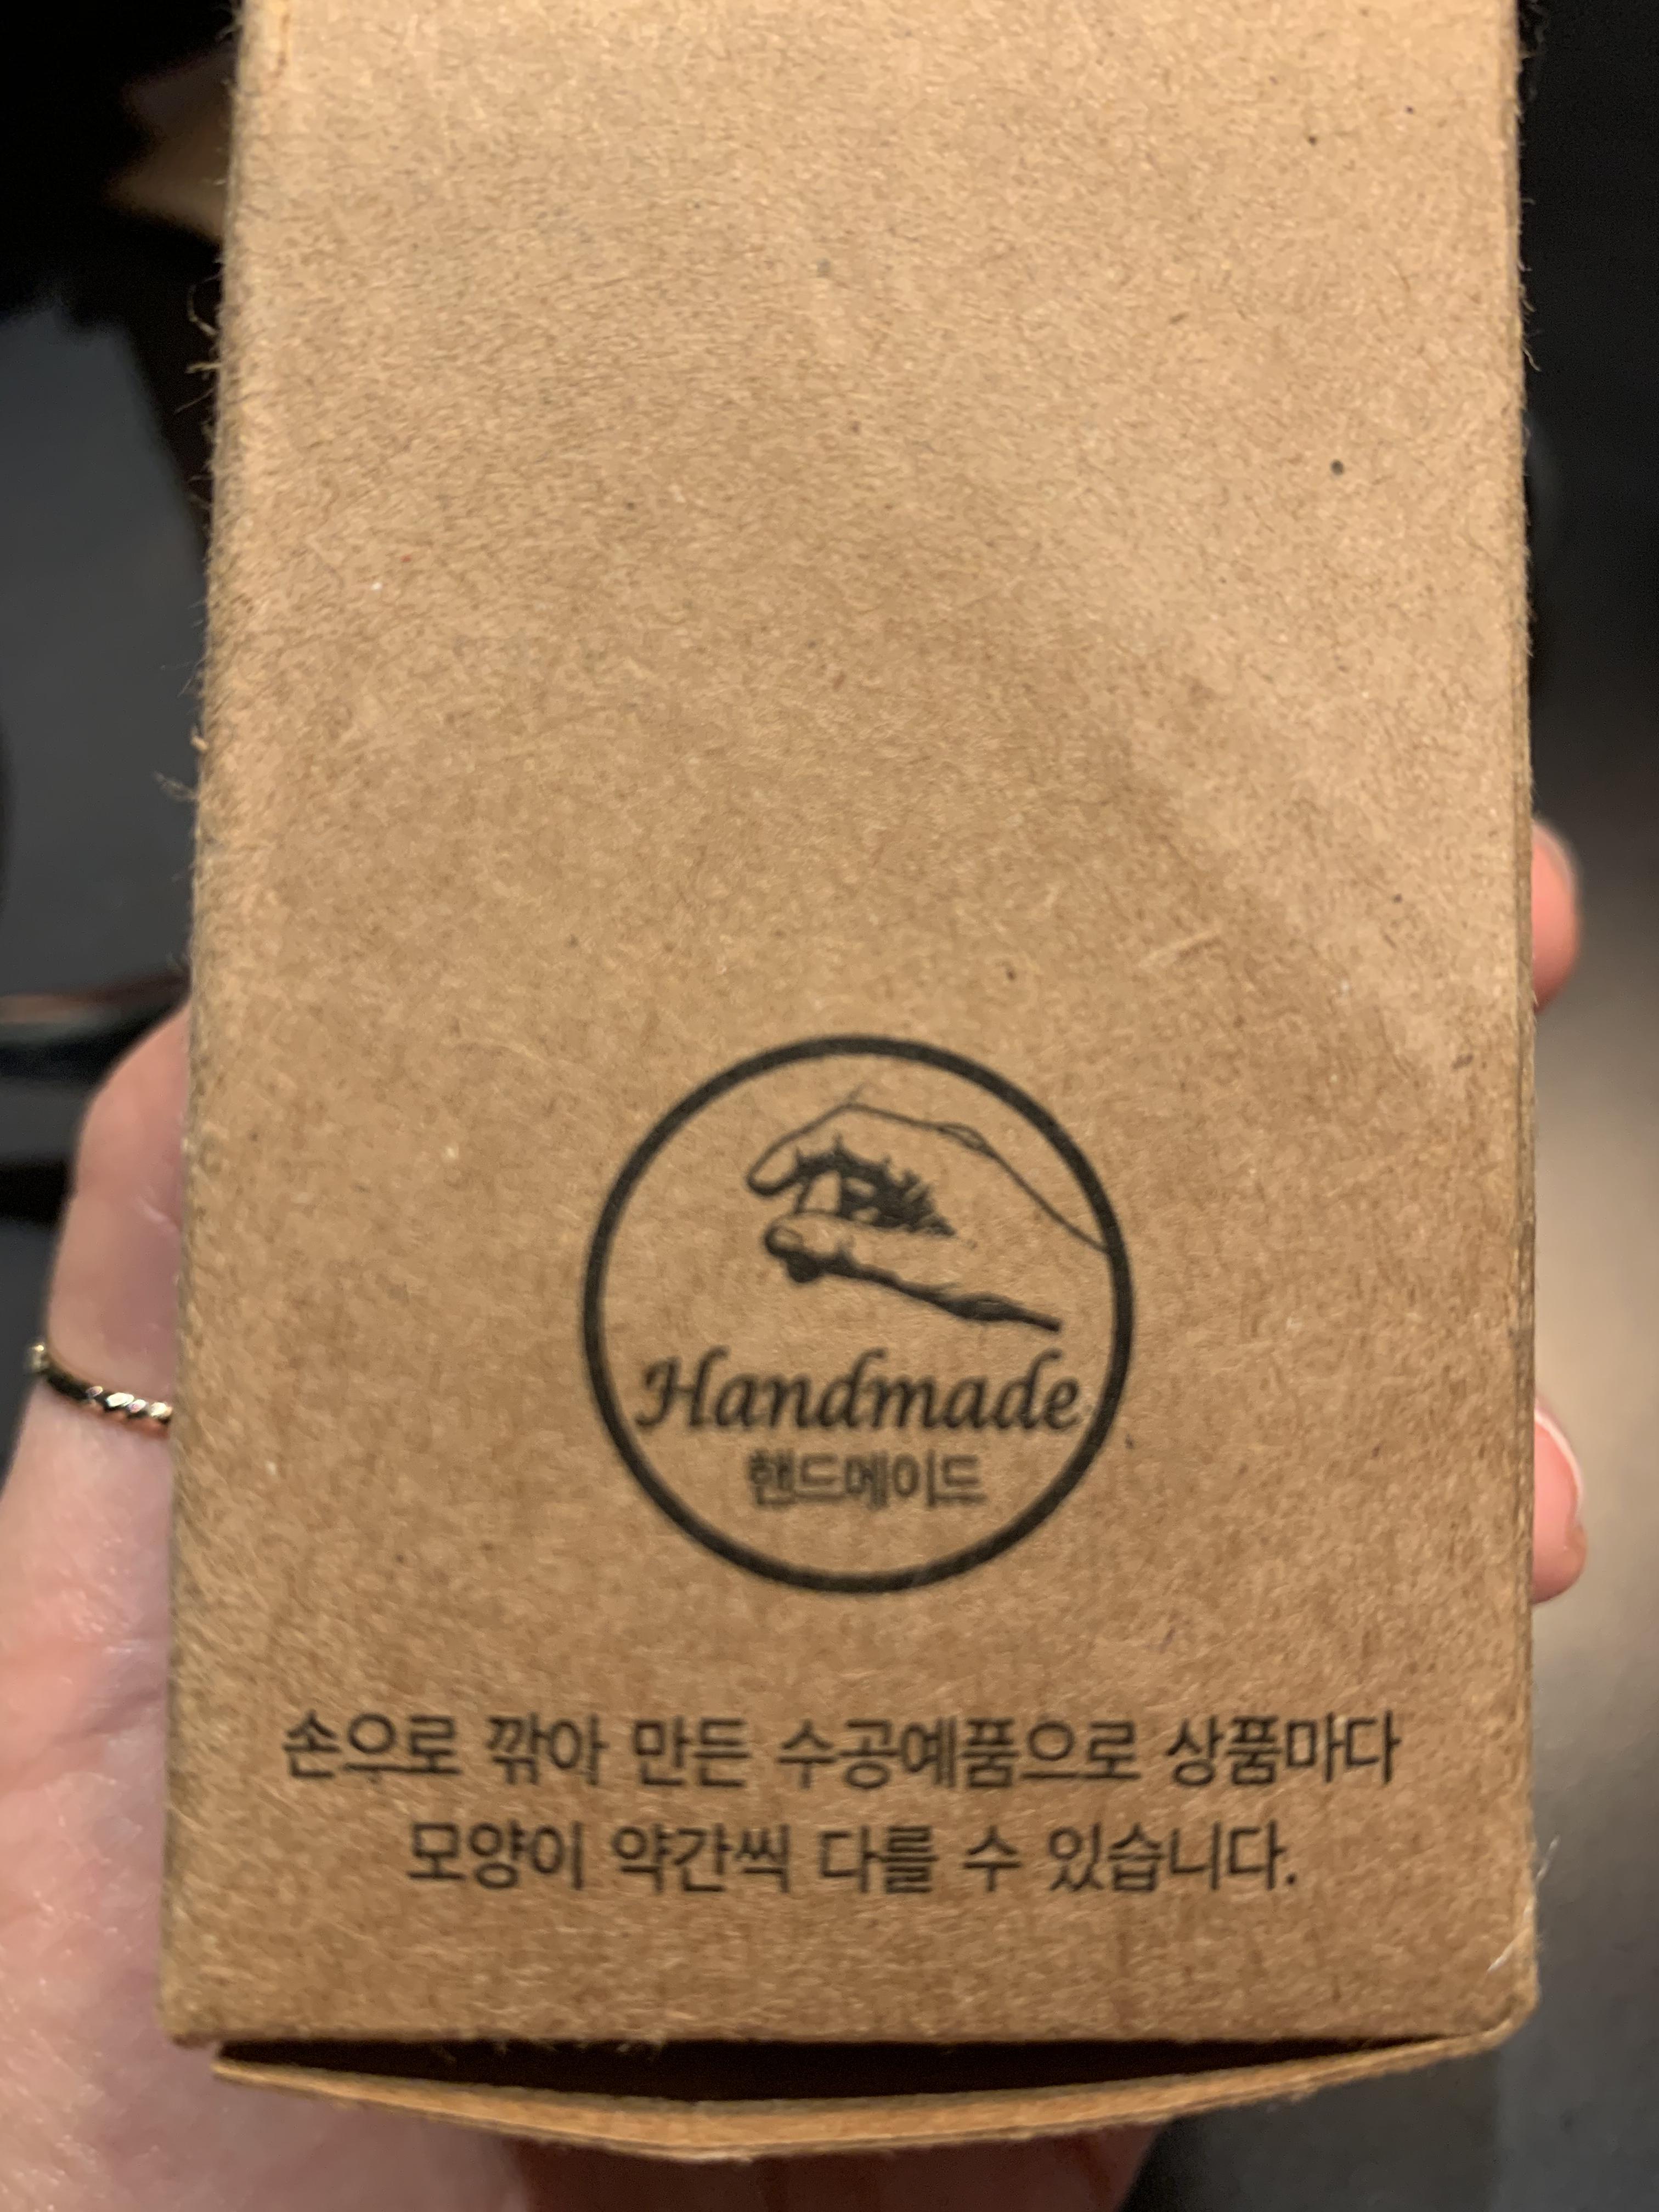 Handmade
핸드메이드
손으로 깎아 만든 수공예품으로 상품마다
모양이 약간씩 다를 수 있습니다.